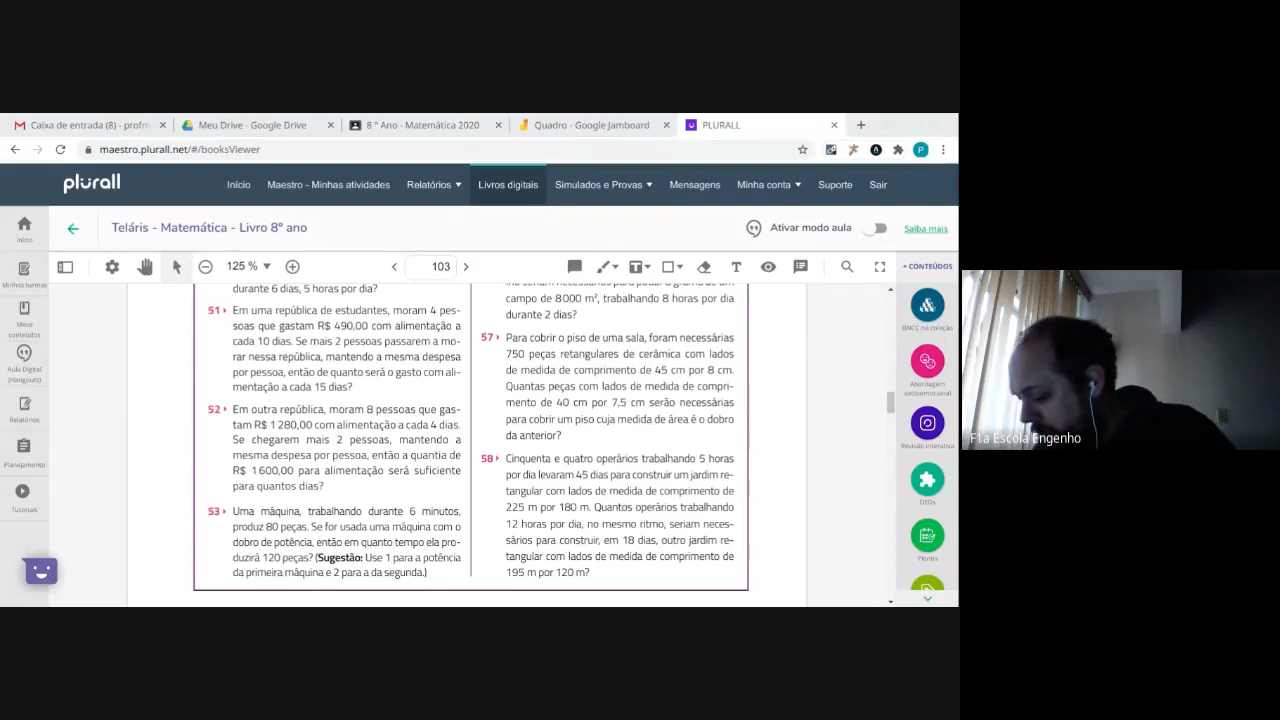 Caixa de entrada (8) - profm
Meu Drive - Google Drive
8 º Ano - Matemática 2020
Quadro - Google Jamboard
PLURALL
maestro.plurall.net/#/booksViewer
P
plurall
Início
Maestro - Minhas atividades
Relatórios
Livros digitais
Simulados e Provas
Mensagens
Minha conta
Suporte
Sair
Teláris - Matemática - Livro 8º ano
Ativar modo aula
Saiba mais
125 %
103
+ CONTEÚDOS
Início
Minhas turmas
Meus
conteúdos
Aula Digital
(Hangouts)
Relatórios
Planejamento
Tutoriais
durante 6 dias, 5 horas por dia?
51 Em uma república de estudantes, moram 4 pes-
soas que gastam R$ 490,00 com alimentação a
cada 10 dias. Se mais 2 pessoas passarem a mo-
rar nessa república, mantendo a mesma despesa
por pessoa, então de quanto será o gasto com ali-
mentação a cada 15 dias?
52 Em outra república, moram 8 pessoas que gas-
tam R$ 1 280,00 com alimentação a cada 4 dias.
Se chegarem mais 2 pessoas, mantendo a
mesma despesa por pessoa, então a quantia de
R$ 1 600,00 para alimentação será suficiente
para quantos dias?
53 Uma máquina, trabalhando durante 6 minutos,
produz 80 peças. Se for usada uma máquina com o
dobro de potência, então em quanto tempo ela pro-
duzirá 120 peças? (Sugestão: Use 1 para a potência
da primeira máquina e 2 para a da segunda.)
campo de 8 000 m², trabalhando 8 horas por dia
durante 2 dias?
57 Para cobrir o piso de uma sala, foram necessárias
750 peças retangulares de cerâmica com lados
de medida de comprimento de 45 cm por 8 cm.
Quantas peças com lados de medida de compri-
mento de 40 cm por 7,5 cm serão necessárias
para cobrir um piso cuja medida de área é o dobro
da anterior?
58 Cinquenta e quatro operários trabalhando 5 horas
por dia levaram 45 dias para construir um jardim re-
tangular com lados de medida de comprimento de
225 m por 180 m. Quantos operários trabalhando
12 horas por dia, no mesmo ritmo, seriam neces-
sários para construir, em 18 dias, outro jardim re-
tangular com lados de medida de comprimento de
195 m por 120 m?
BNCC na coleção
Abordagem
socioemocional
Revisão interativa
OEDs
Planos
F1a Escola Engenho